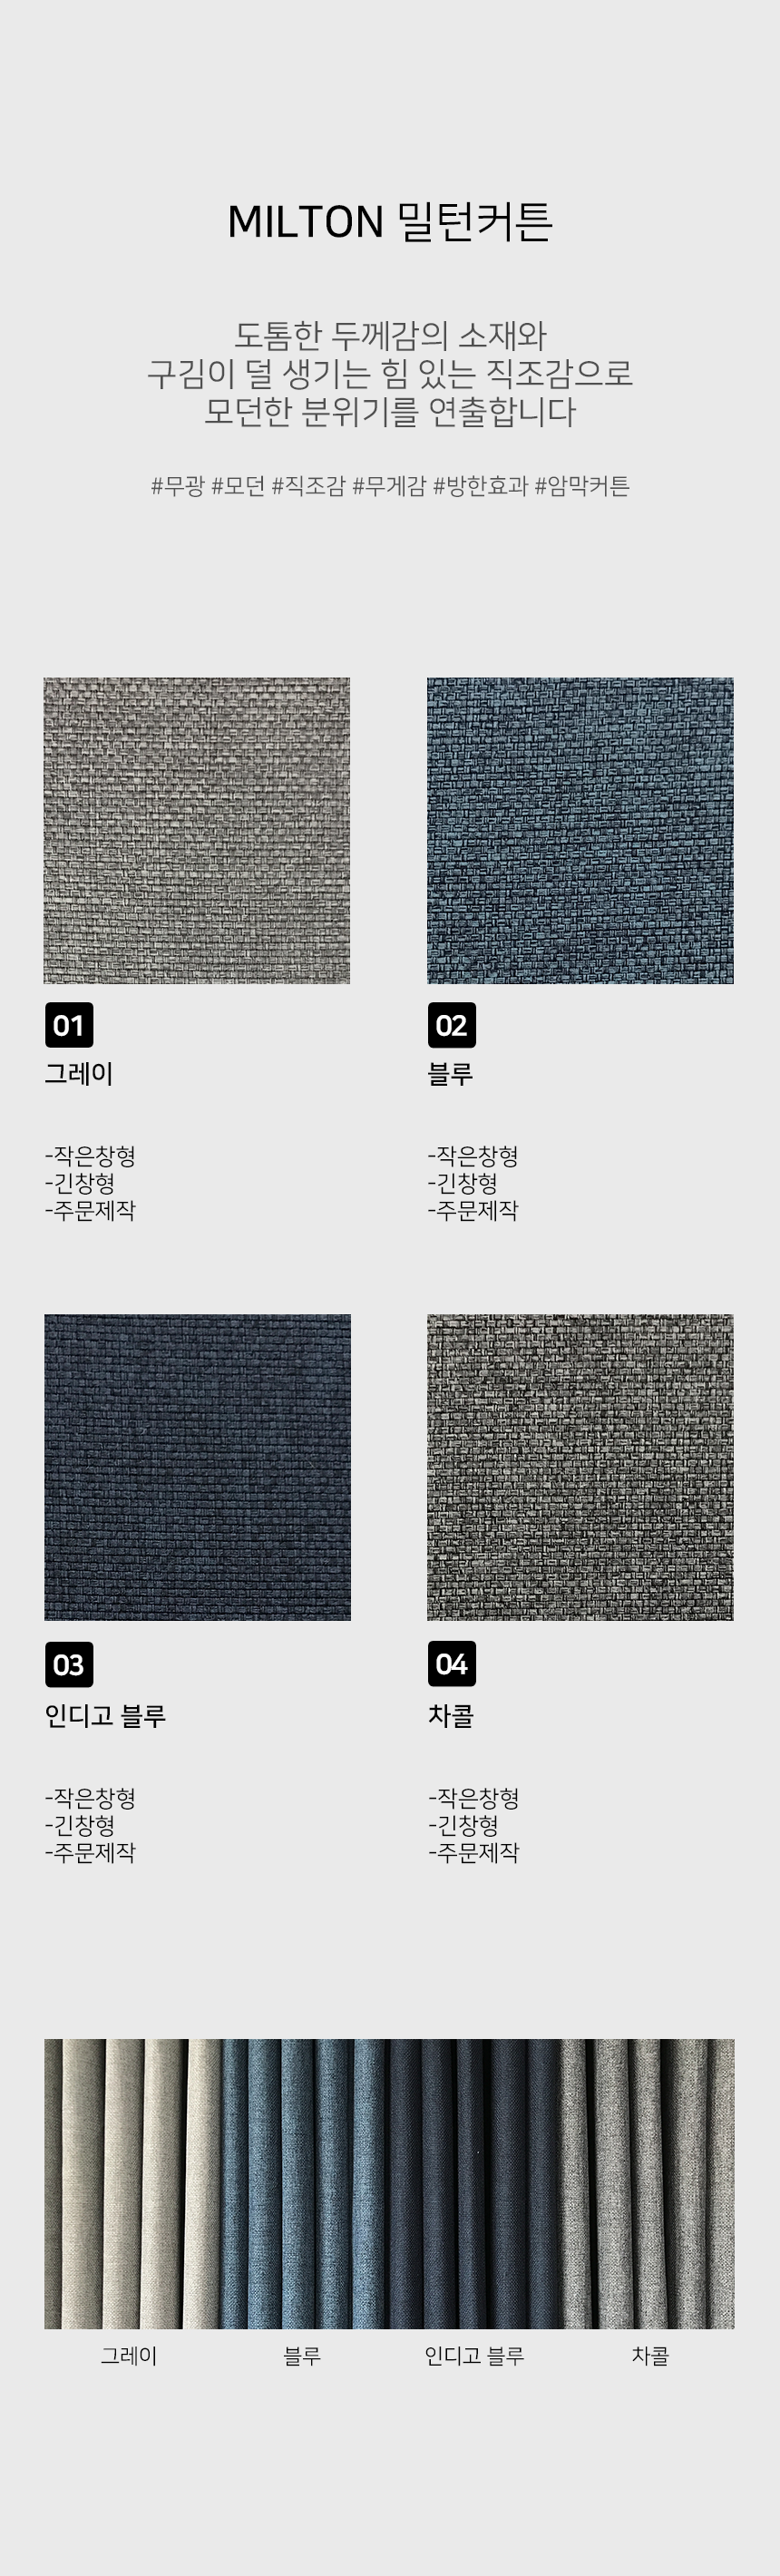 MILTON 밀턴커튼
도톰한 두께감의 소재와
구김이 덜 생기는 힘 있는 직조감으로
모던한 분위기를 연출합니다
#무광 #모던 #직조감 #무게감 #방한효과 #암막커튼
01
그레이
-작은창형
-긴창형
-주문제작
02
블루
-작은창형
-긴창형
-주문제작
03
인디고 블루
-작은창형
-긴창형
-주문제작
04
차콜
-작은창형
-긴창형
-주문제작
그레이
블루
인디고 블루
차콜